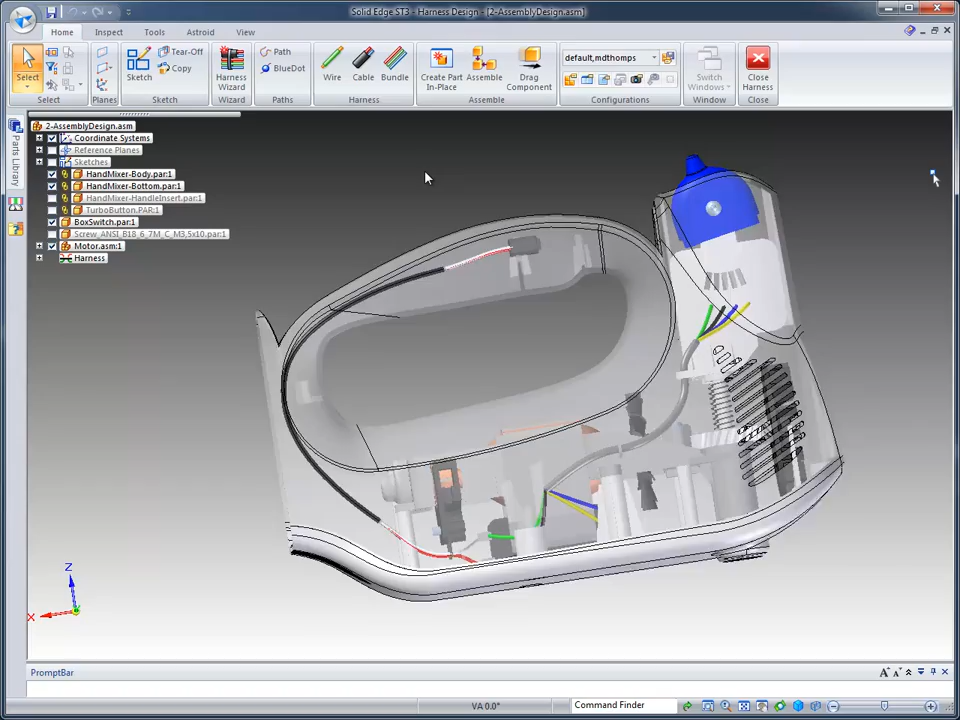 Solid Edge ST3 - Harness Design - [2-AssemblyDesign.asm]
Home Inspect Tools Astroid View
Select
Sketch
Tear-Off
Copy
Harness Wizard
Path
BlueDot
Wire
Cable
Bundle
Create Part In-Place
Assemble
Drag Component
default,mdthomps
Switch Windows
Close Harness
Select Planes Sketch Wizard Paths Harness Assemble Configurations Window Close
Parts Library
2-AssemblyDesign.asm
Coordinate Systems
Reference Planes
Sketches
HandMixer-Body.par:1
HandMixer-Bottom.par:1
HandMixer-HandleInsert.par:1
TurboButton.PAR:1
BoxSwitch.par:1
Screw_ANSI_B18_6_7M_C_M3,5x10.par:1
Motor.asm:1
Harness
Z
X
PromptBar
VA 0.0°
Command Finder